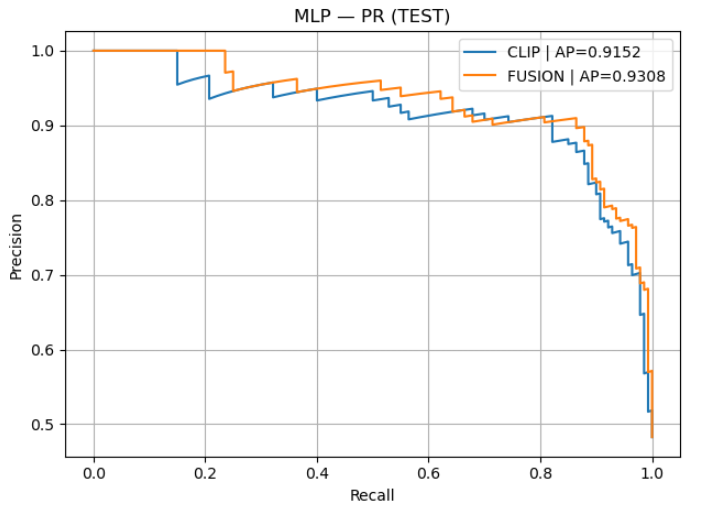 MLP — PR (TEST)
CLIP | AP=0.9152
FUSION | AP=0.9308
1.0
0.9
0.8
0.7
0.6
0.5
Precision
0.0 0.2 0.4 0.6 0.8 1.0
Recall